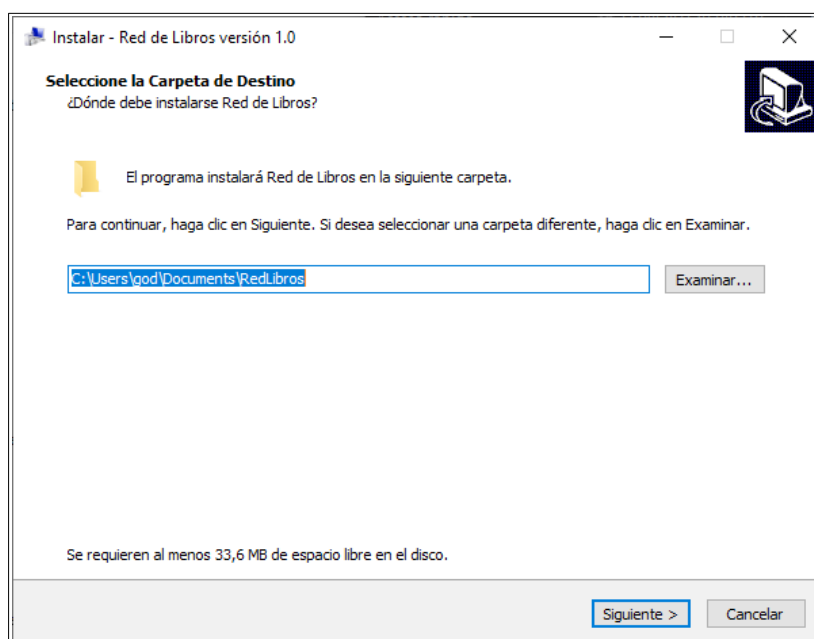 Instalar - Red de Libros versión 1.0
Seleccione la Carpeta de Destino
¿Dónde debe instalarse Red de Libros?
El programa instalará Red de Libros en la siguiente carpeta.
Para continuar, haga clic en Siguiente. Si desea seleccionar una carpeta diferente, haga clic en Examinar.
C:\Users\god\Documents\RedLibros
Examinar...
Se requieren al menos 33,6 MB de espacio libre en el disco.
Siguiente >
Cancelar